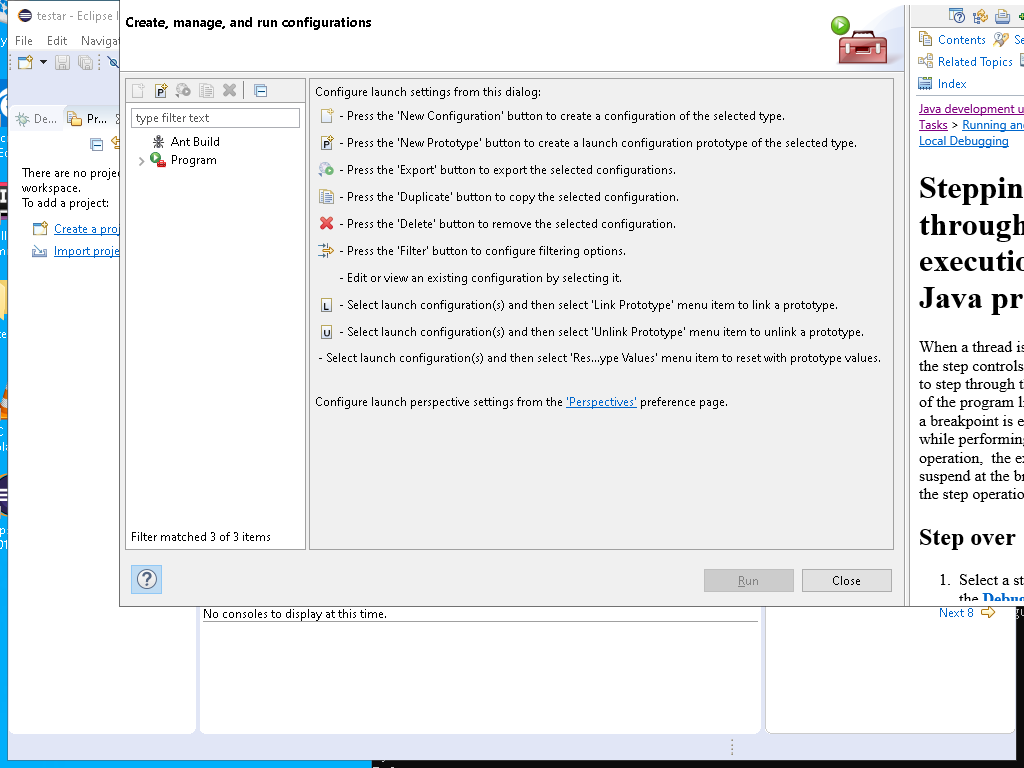 testar - Eclipse I
File Edit Navigat
De...
Pr...
There are no proje
workspace.
To add a project:
Create a proj
Import proje
Create, manage, and run configurations
type filter text
Ant Build
Program
Filter matched 3 of 3 items
Configure launch settings from this dialog:
- Press the 'New Configuration' button to create a configuration of the selected type.
P - Press the 'New Prototype' button to create a launch configuration prototype of the selected type.
- Press the 'Export' button to export the selected configurations.
- Press the 'Duplicate' button to copy the selected configuration.
- Press the 'Delete' button to remove the selected configuration.
- Press the 'Filter' button to configure filtering options.
- Edit or view an existing configuration by selecting it.
L - Select launch configuration(s) and then select 'Link Prototype' menu item to link a prototype.
U - Select launch configuration(s) and then select 'Unlink Prototype' menu item to unlink a prototype.
- Select launch configuration(s) and then select 'Res...ype Values' menu item to reset with prototype values.
Configure launch perspective settings from the 'Perspectives' preference page.
?
Run Close
No consoles to display at this time.
Contents Se
Related Topics
Index
Java development u
Tasks > Running and
Local Debugging
Steppin
through
executio
Java pr
When a thread is
the step controls
to step through t
of the program li
a breakpoint is e
while performing
operation, the ex
suspend at the br
the step operatio
Step over
1. Select a st
the Debug
Next 8